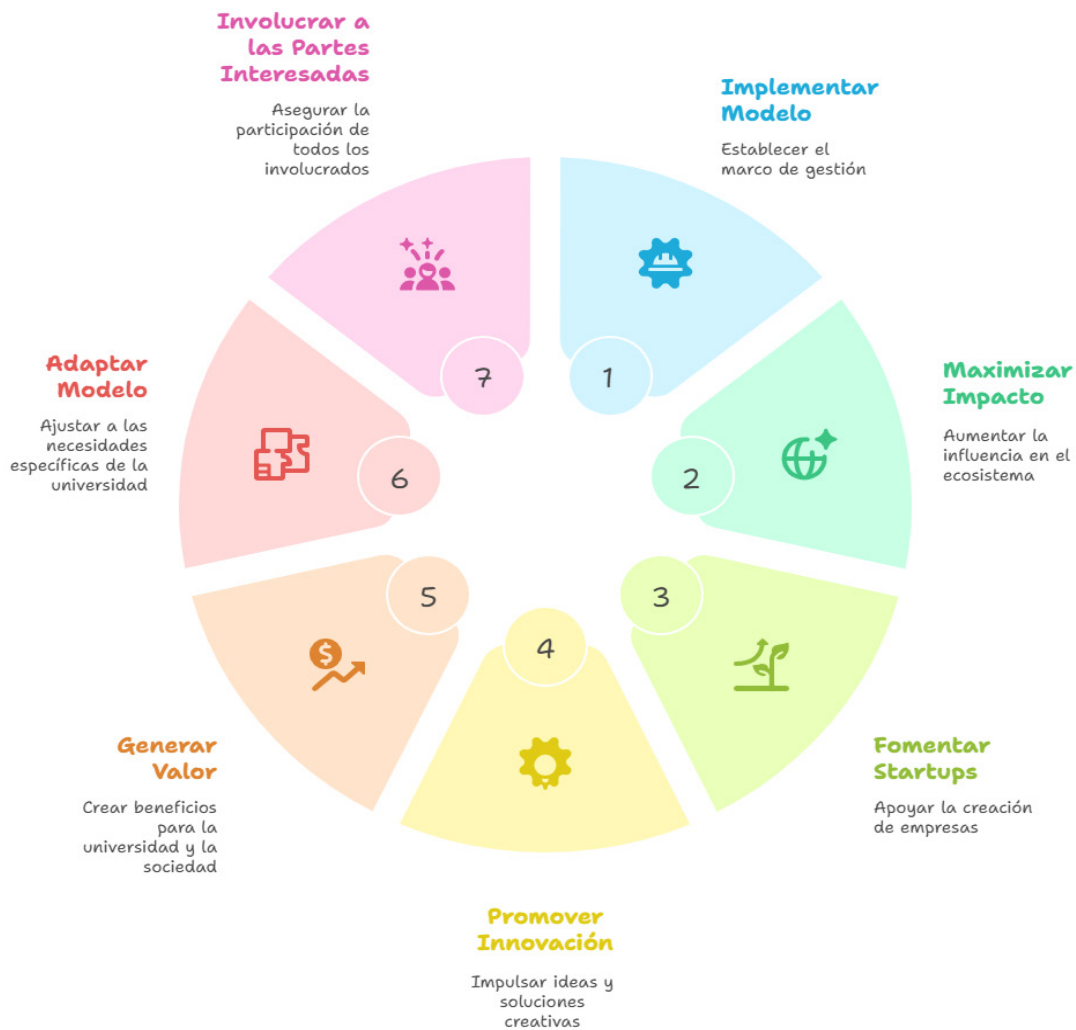 Involucrar a
las Partes
Interesadas
Asegurar la
participación de
todos los
involucrados
7
Implementar
Modelo
Establecer el
marco de gestión
1
Maximizar
Impacto
Aumentar la
influencia en el
ecosistema
2
Fomentar
Startups
Apoyar la creación
de empresas
3
Promover
Innovación
Impulsar ideas y
soluciones
creativas
4
Generar
Valor
Crear beneficios
para la
universidad y la
sociedad
5
Adaptar
Modelo
Ajustar a las
necesidades
específicas de la
universidad
6